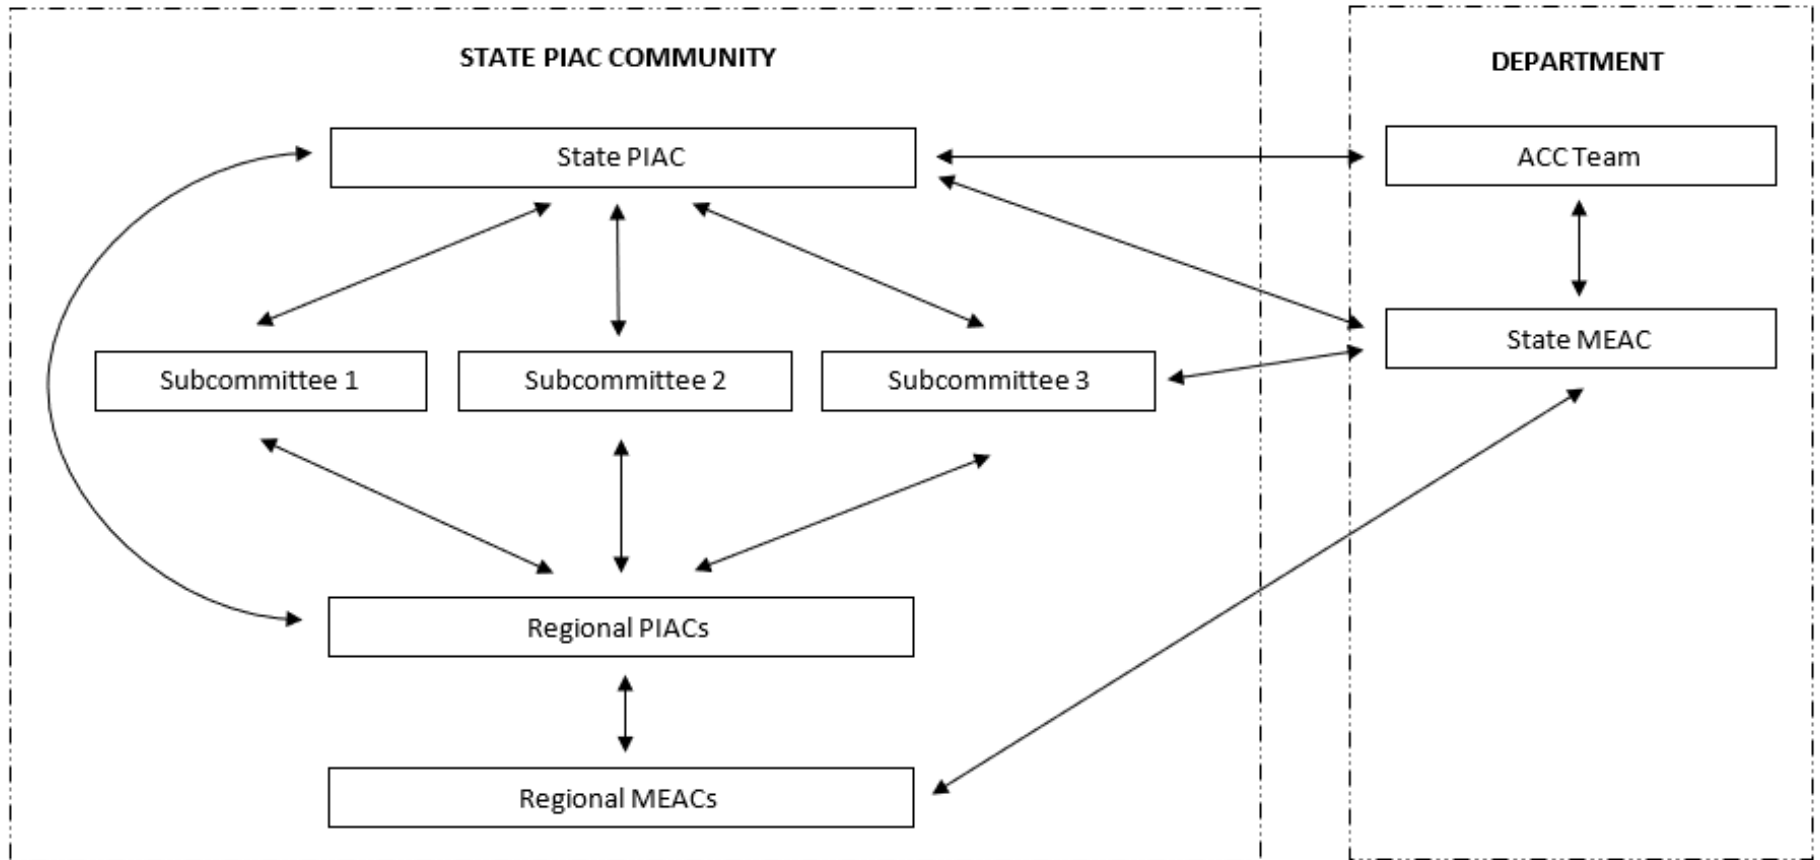 STATE PIAC COMMUNITY
DEPARTMENT
State PIAC
ACC Team
State MEAC
Subcommittee 1
Subcommittee 2
Subcommittee 3
Regional PIACs
Regional MEACs